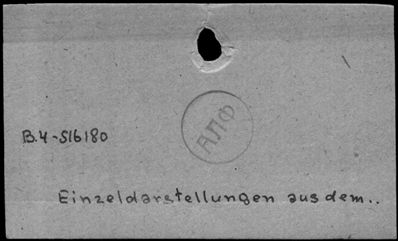 АПФ
B.4-516180
Einzeldarstellungen aus dem..